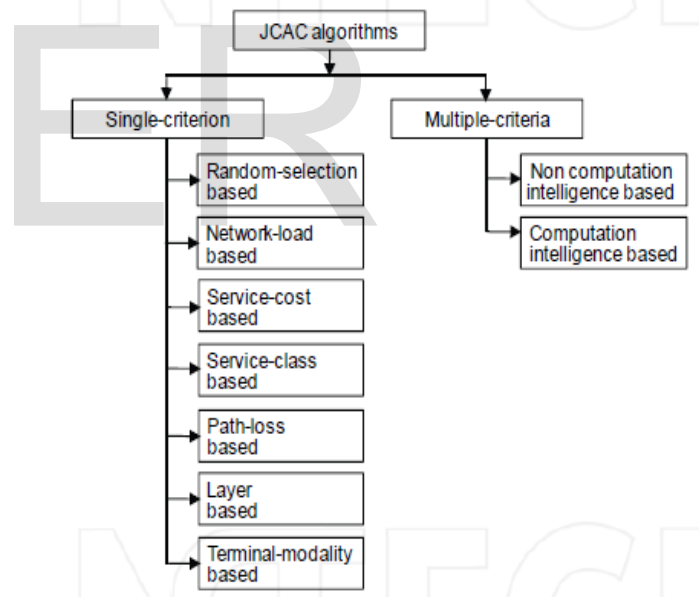 JCAC algorithms
Single-criterion
Multiple-criteria
Random-selection
based
Network-load
based
Service-cost
based
Service-class
based
Path-loss
based
Layer
based
Terminal-modality
based
Non computation
intelligence based
Computation
intelligence based
ER